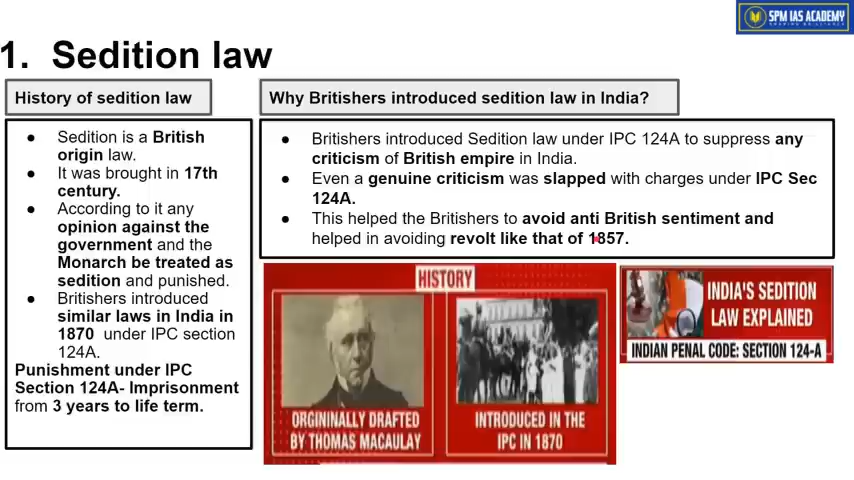 SPM IAS ACADEMY
1. Sedition law
History of sedition law
● Sedition is a British
origin law.
● It was brought in 17th
century.
● According to it any
opinion against the
government and the
Monarch be treated as
sedition and punished.
● Britishers introduced
similar laws in India in
1870 under IPC section
124A.
Punishment under IPC
Section 124A- Imprisonment
from 3 years to life term.
Why Britishers introduced sedition law in India?
● Britishers introduced Sedition law under IPC 124A to suppress any
criticism of British empire in India.
● Even a genuine criticism was slapped with charges under IPC Sec
124A.
● This helped the Britishers to avoid anti British sentiment and
helped in avoiding revolt like that of 1857.
HISTORY
ORGININALLY DRAFTED
BY THOMAS MACAULAY
INTRODUCED IN THE
IPC IN 1870
INDIA'S SEDITION
LAW EXPLAINED
INDIAN PENAL CODE: SECTION 124-A